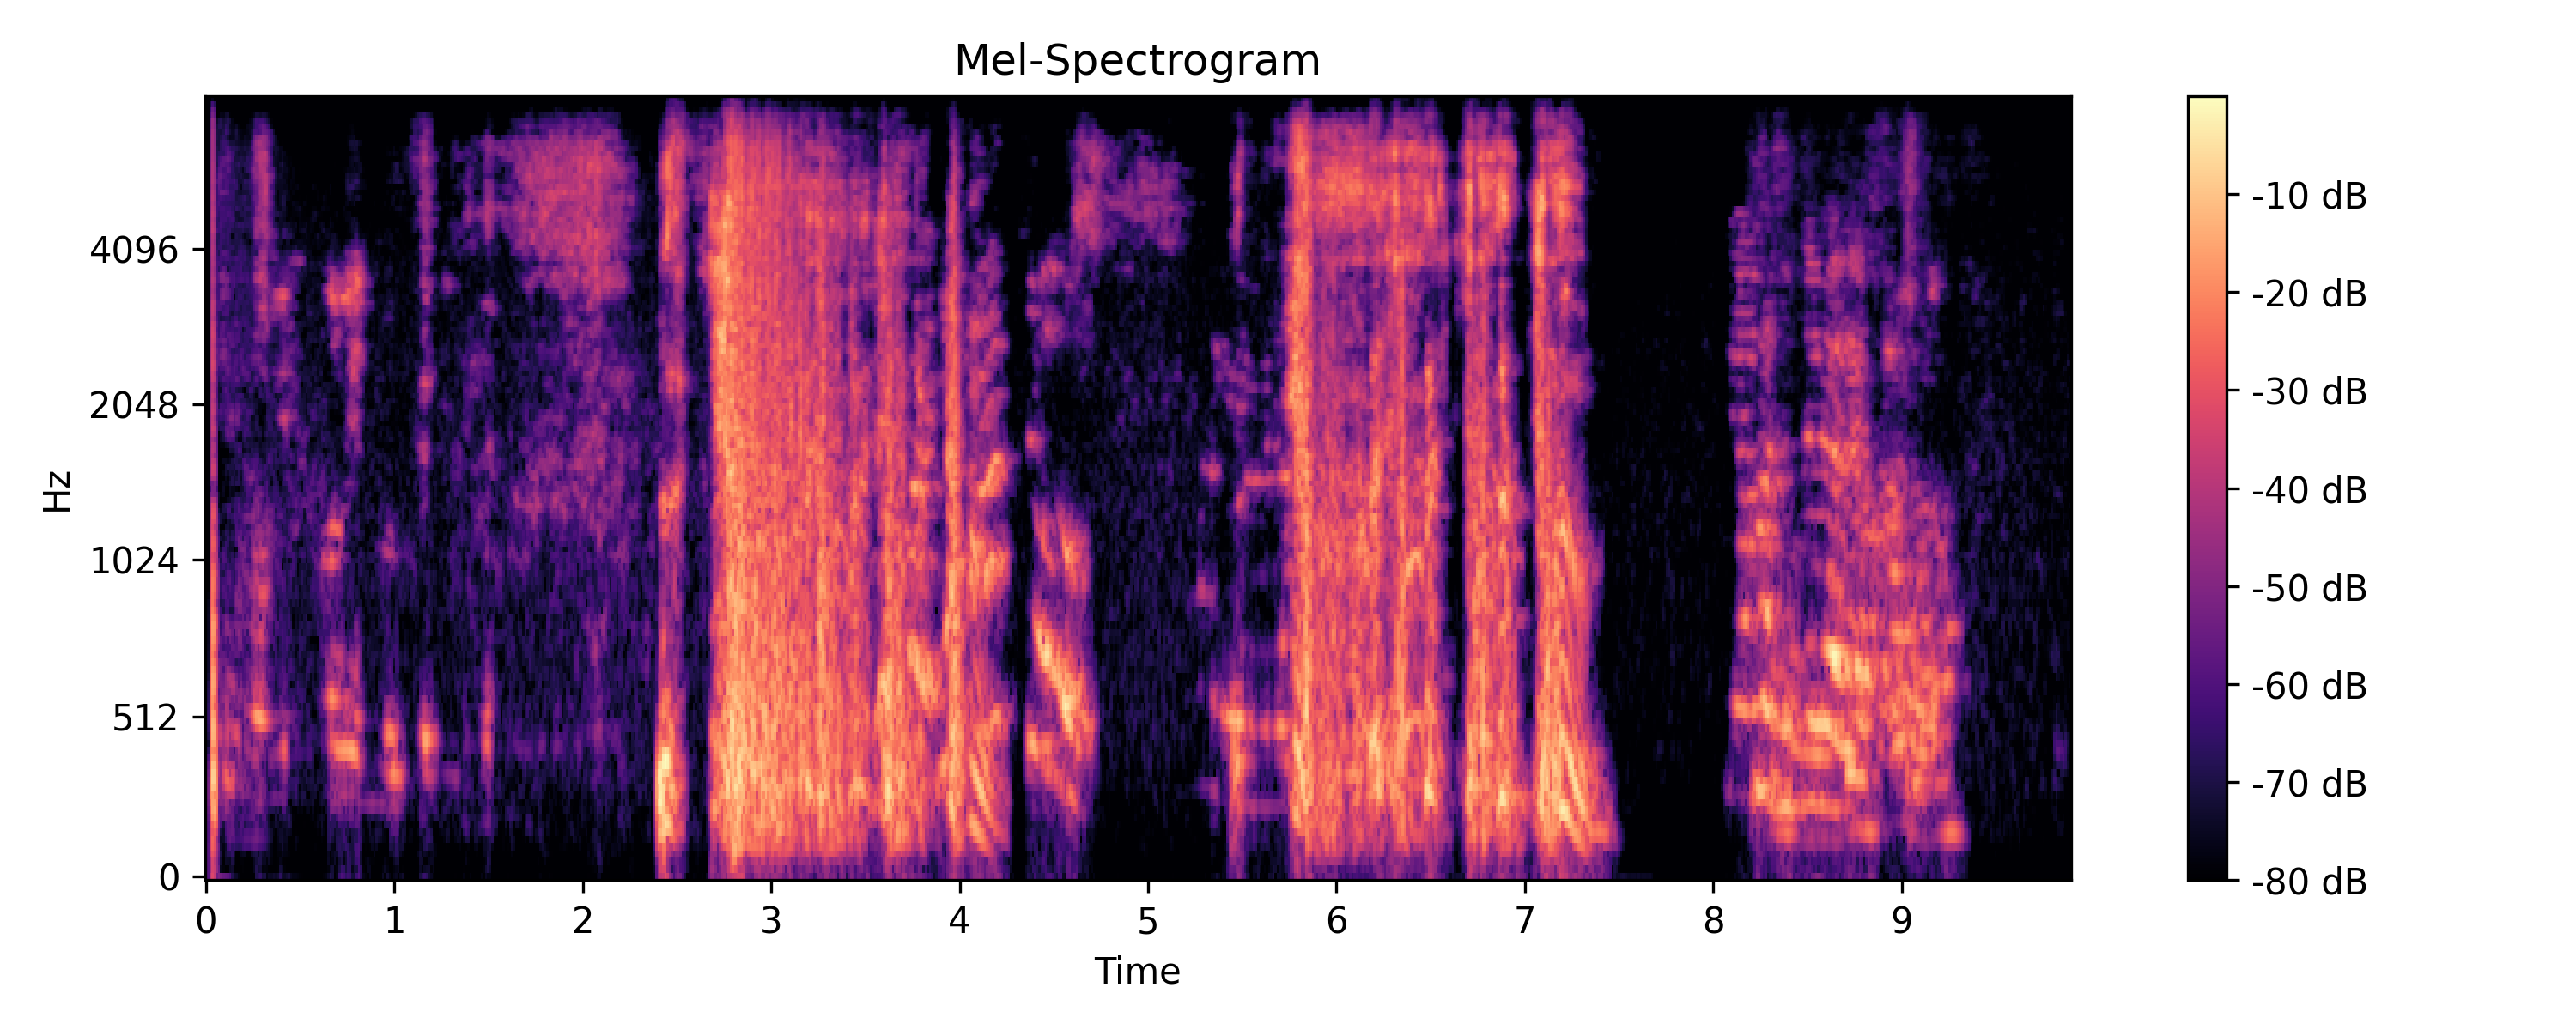 Mel-Spectrogram
Hz
4096
2048
1024
512
0
0 1 2 3 4 5 6 7 8 9
Time
-10 dB
-20 dB
-30 dB
-40 dB
-50 dB
-60 dB
-70 dB
-80 dB